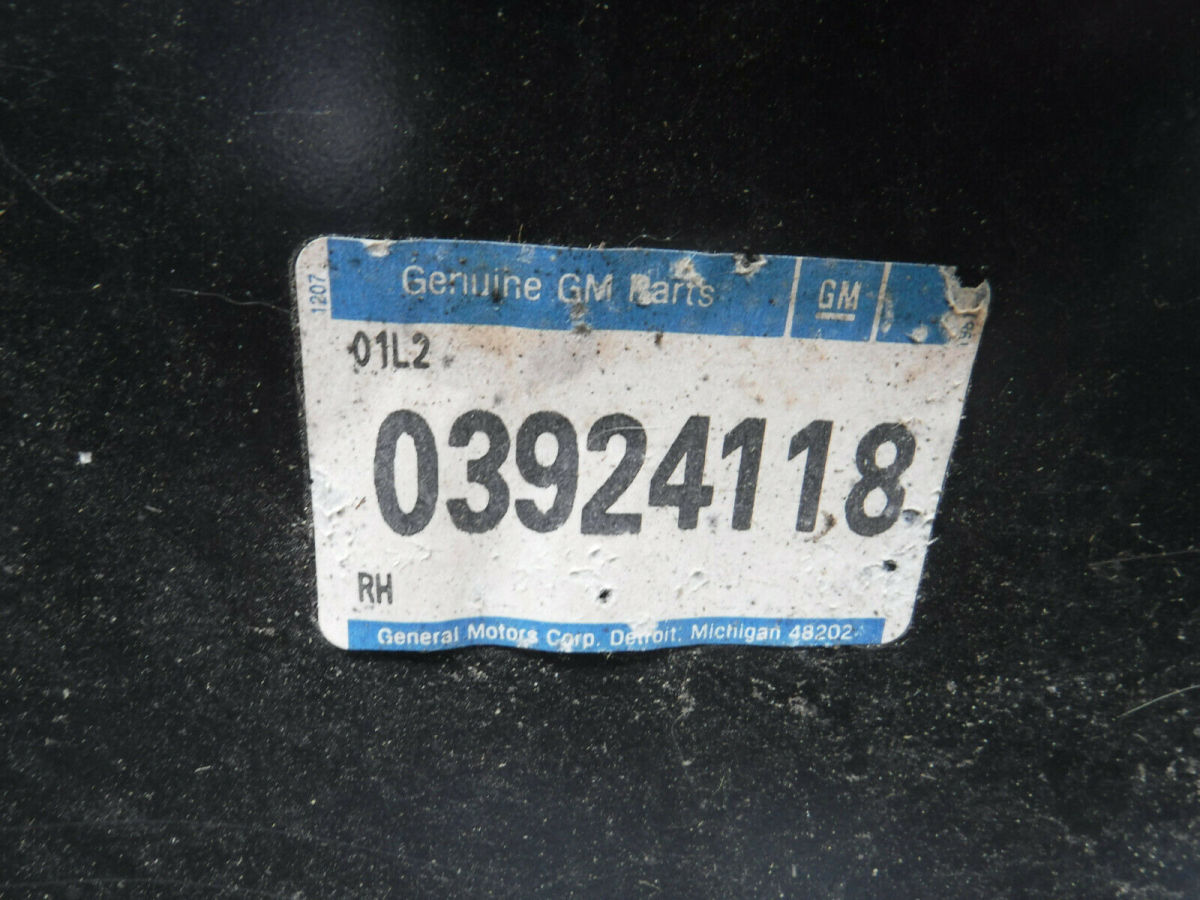 1207
Genuine GM Parts
GM
01L2
03924118
RH
General Motors Corp. Detroit, Michigan 48202